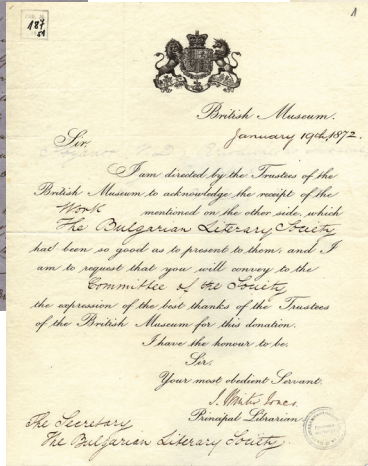 187
1
British Museum.
January 19th, 1872.
Sir,
I am directed by the Trustees of the
British Museum to acknowledge the receipt of the
Work mentioned on the other side, which
The Bulgarian Literary Society
had been so good as to present to them; and I
am to request that you will convey to the
Committee of the Society
the expression of the best thanks of the Trustees
of the British Museum for this donation.
I have the honour to be,
Sir,
Your most obedient Servant,
J. Winter Jones
Principal Librarian
The Secretary
The Bulgarian Literary Society.